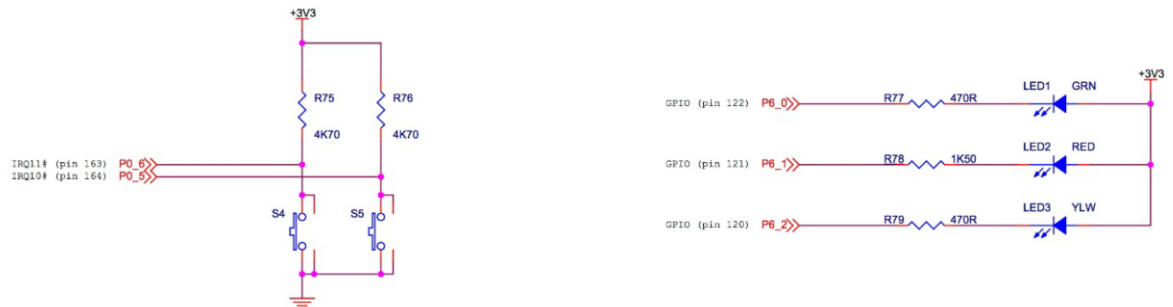 +3V3
R75
R76
4K70
4K70
IRQ11# (pin 163) P0_6
IRQ10# (pin 164) P0_5
S4
S5
+3V3
LED1 GRN
GPIO (pin 122) P6_0 R77 470R
LED2 RED
GPIO (pin 121) P6_1 R78 1K50
LED3 YLW
GPIO (pin 120) P6_2 R79 470R